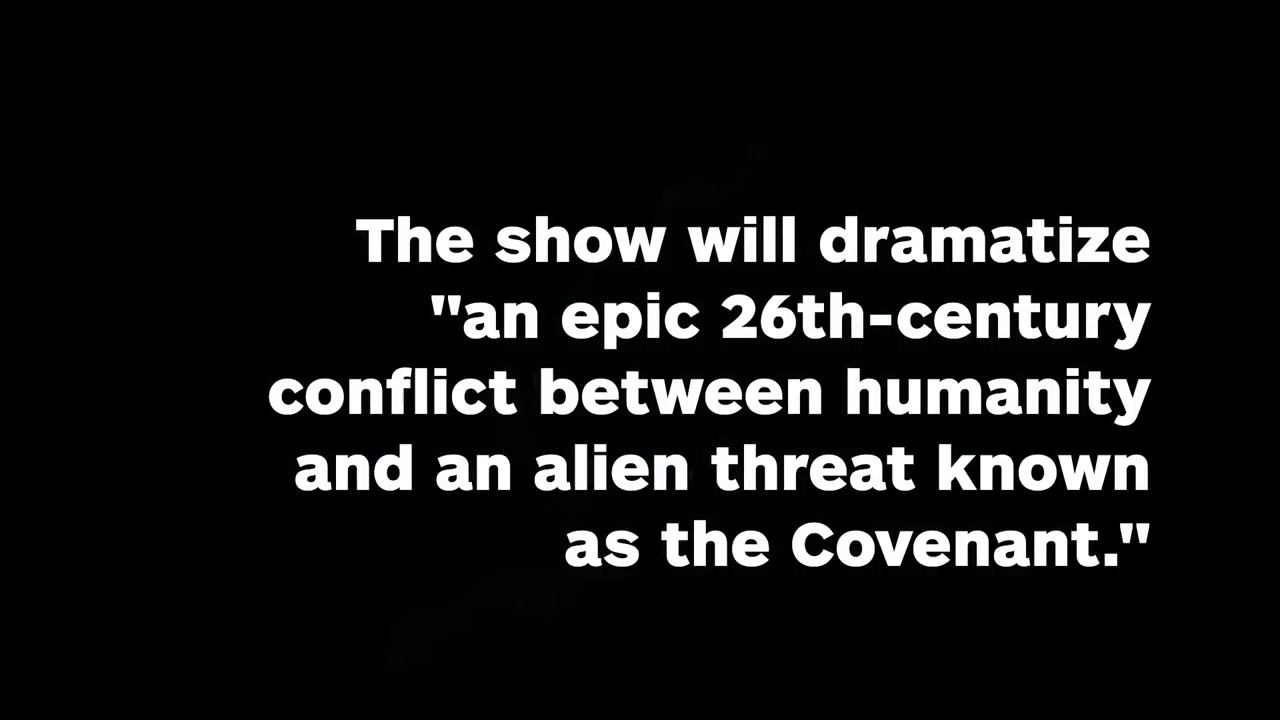 The show will dramatize
"an epic 26th-century
conflict between humanity
and an alien threat known
as the Covenant."